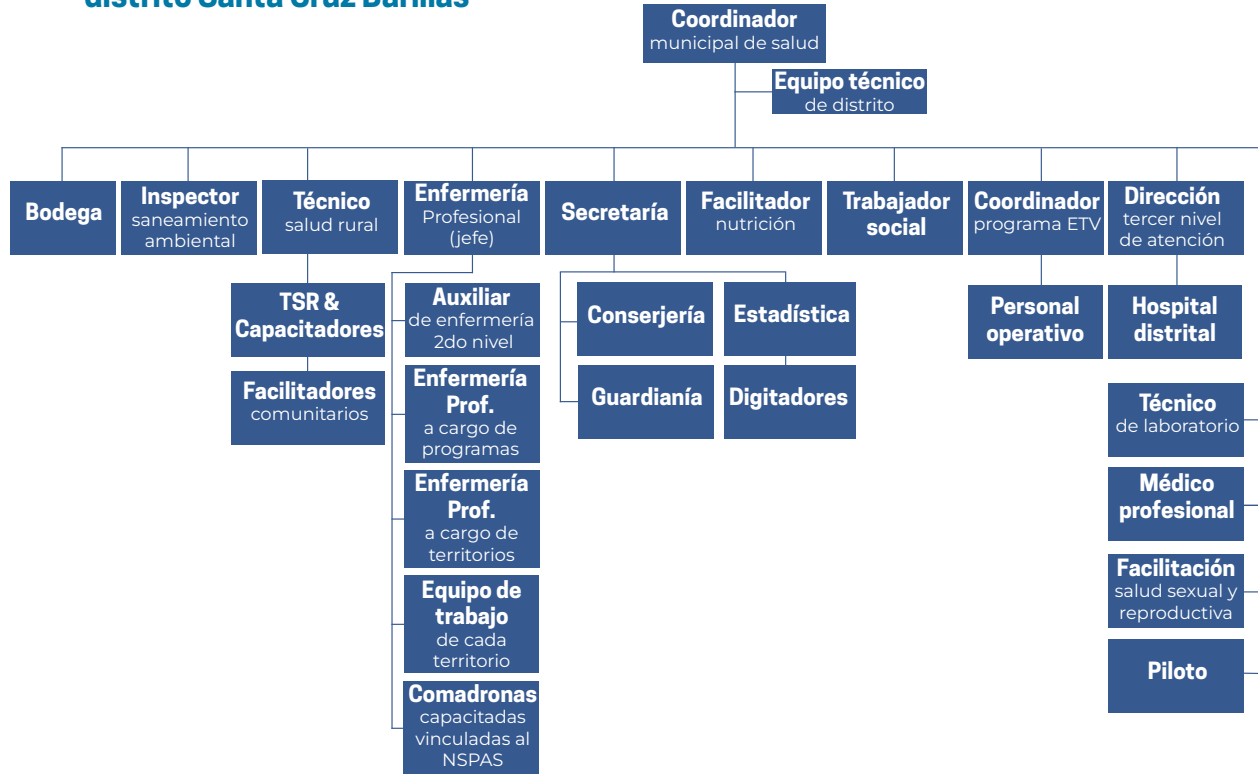 distrito Santa Cruz Barillas
Coordinador
municipal de salud
Equipo técnico
de distrito
Bodega
Inspector
saneamiento
ambiental
Técnico
salud rural
Enfermería
Profesional
(jefe)
Secretaría
Facilitador
nutrición
Trabajador
social
Coordinador
programa ETV
Dirección
tercer nivel
de atención
TSR &
Capacitadores
Facilitadores
comunitarios
Auxiliar
de enfermería
2do nivel
Enfermería
Prof.
a cargo de
programas
Enfermería
Prof.
a cargo de
territorios
Equipo de
trabajo
de cada
territorio
Comadronas
capacitadas
vinculadas al
NSPAS
Conserjería
Estadística
Guardianía
Digitadores
Personal
operativo
Hospital
distrital
Técnico
de laboratorio
Médico
profesional
Facilitación
salud sexual y
reproductiva
Piloto